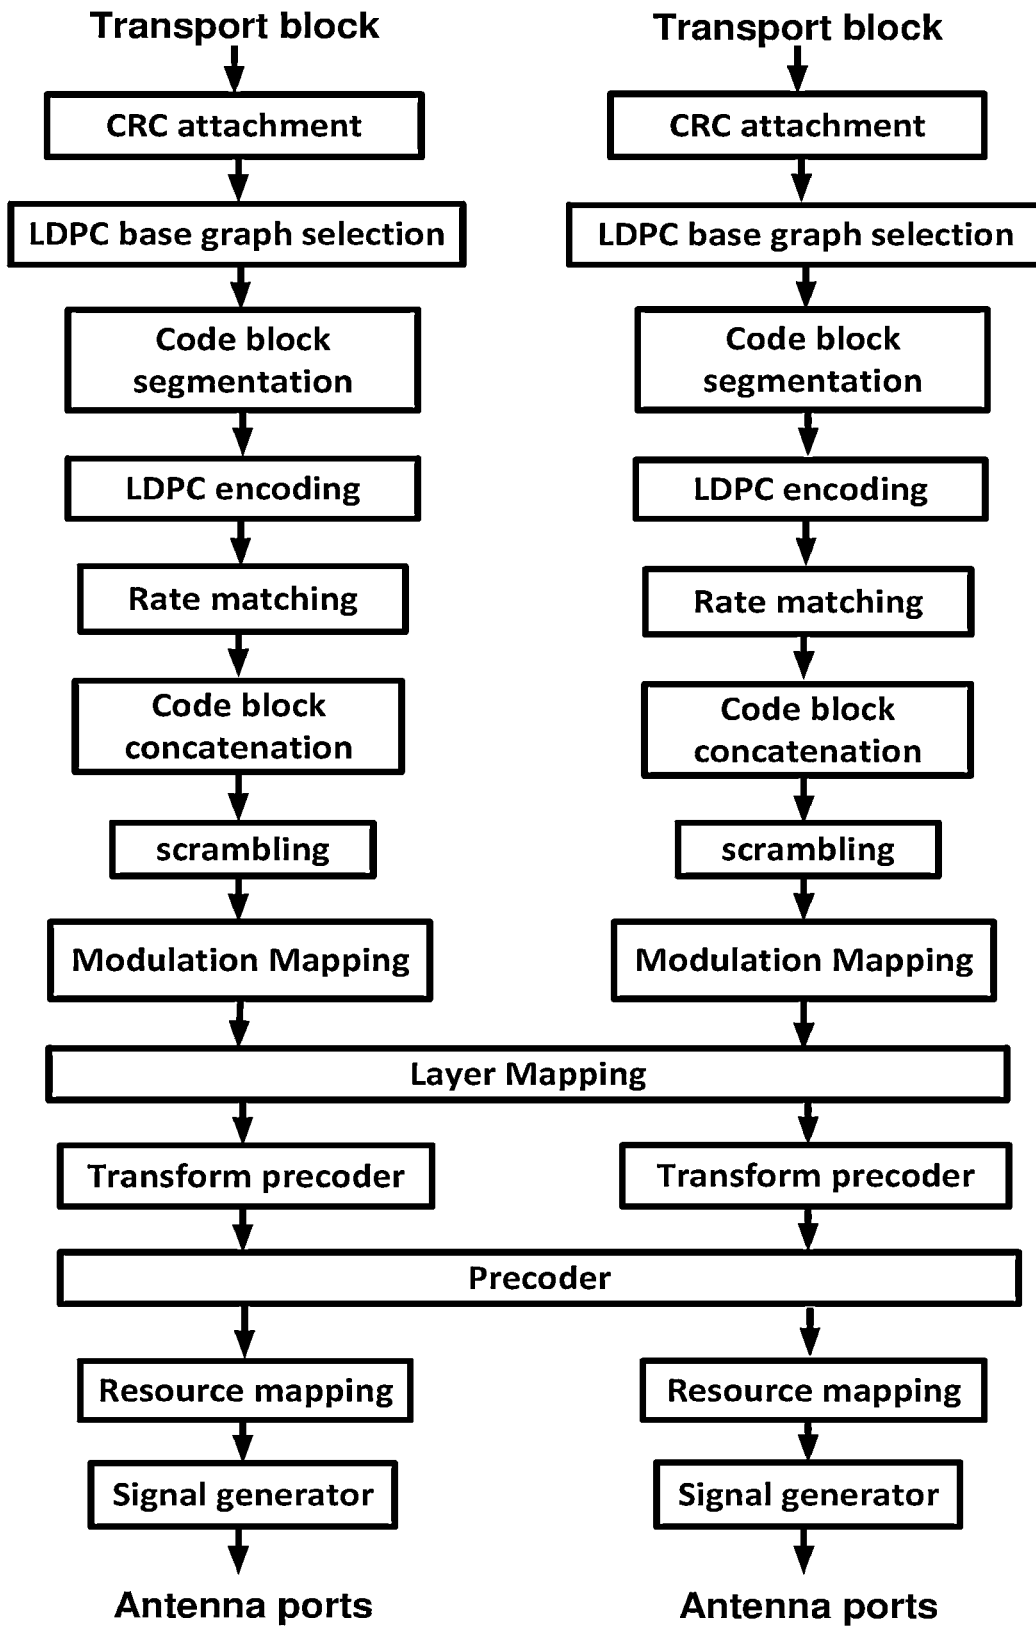 Transport block
CRC attachment
LDPC base graph selection
Code block
segmentation
LDPC encoding
Rate matching
Code block
concatenation
scrambling
Modulation Mapping
Transport block
CRC attachment
LDPC base graph selection
Code block
segmentation
LDPC encoding
Rate matching
Code block
concatenation
scrambling
Modulation Mapping
Layer Mapping
Transform precoder
Transform precoder
Precoder
Resource mapping
Signal generator
Antenna ports
Resource mapping
Signal generator
Antenna ports